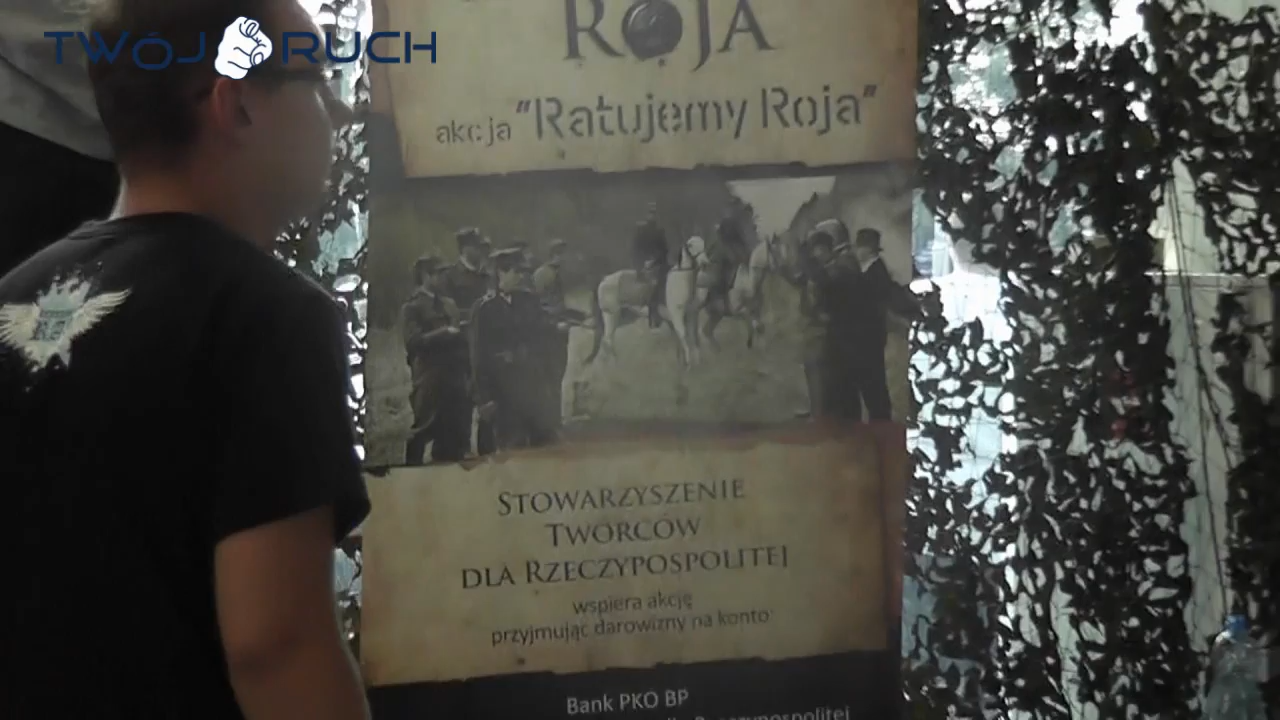 TWÓJ RUCH
ROJA
akcja "Ratujemy Roja"
STOWARZYSZENIE
TWÓRCÓW
DLA RZECZYPOSPOLITEJ
wspiera akcję
przyjmując darowizny na konto:
Bank PKO BP
Rzeczypospolitej